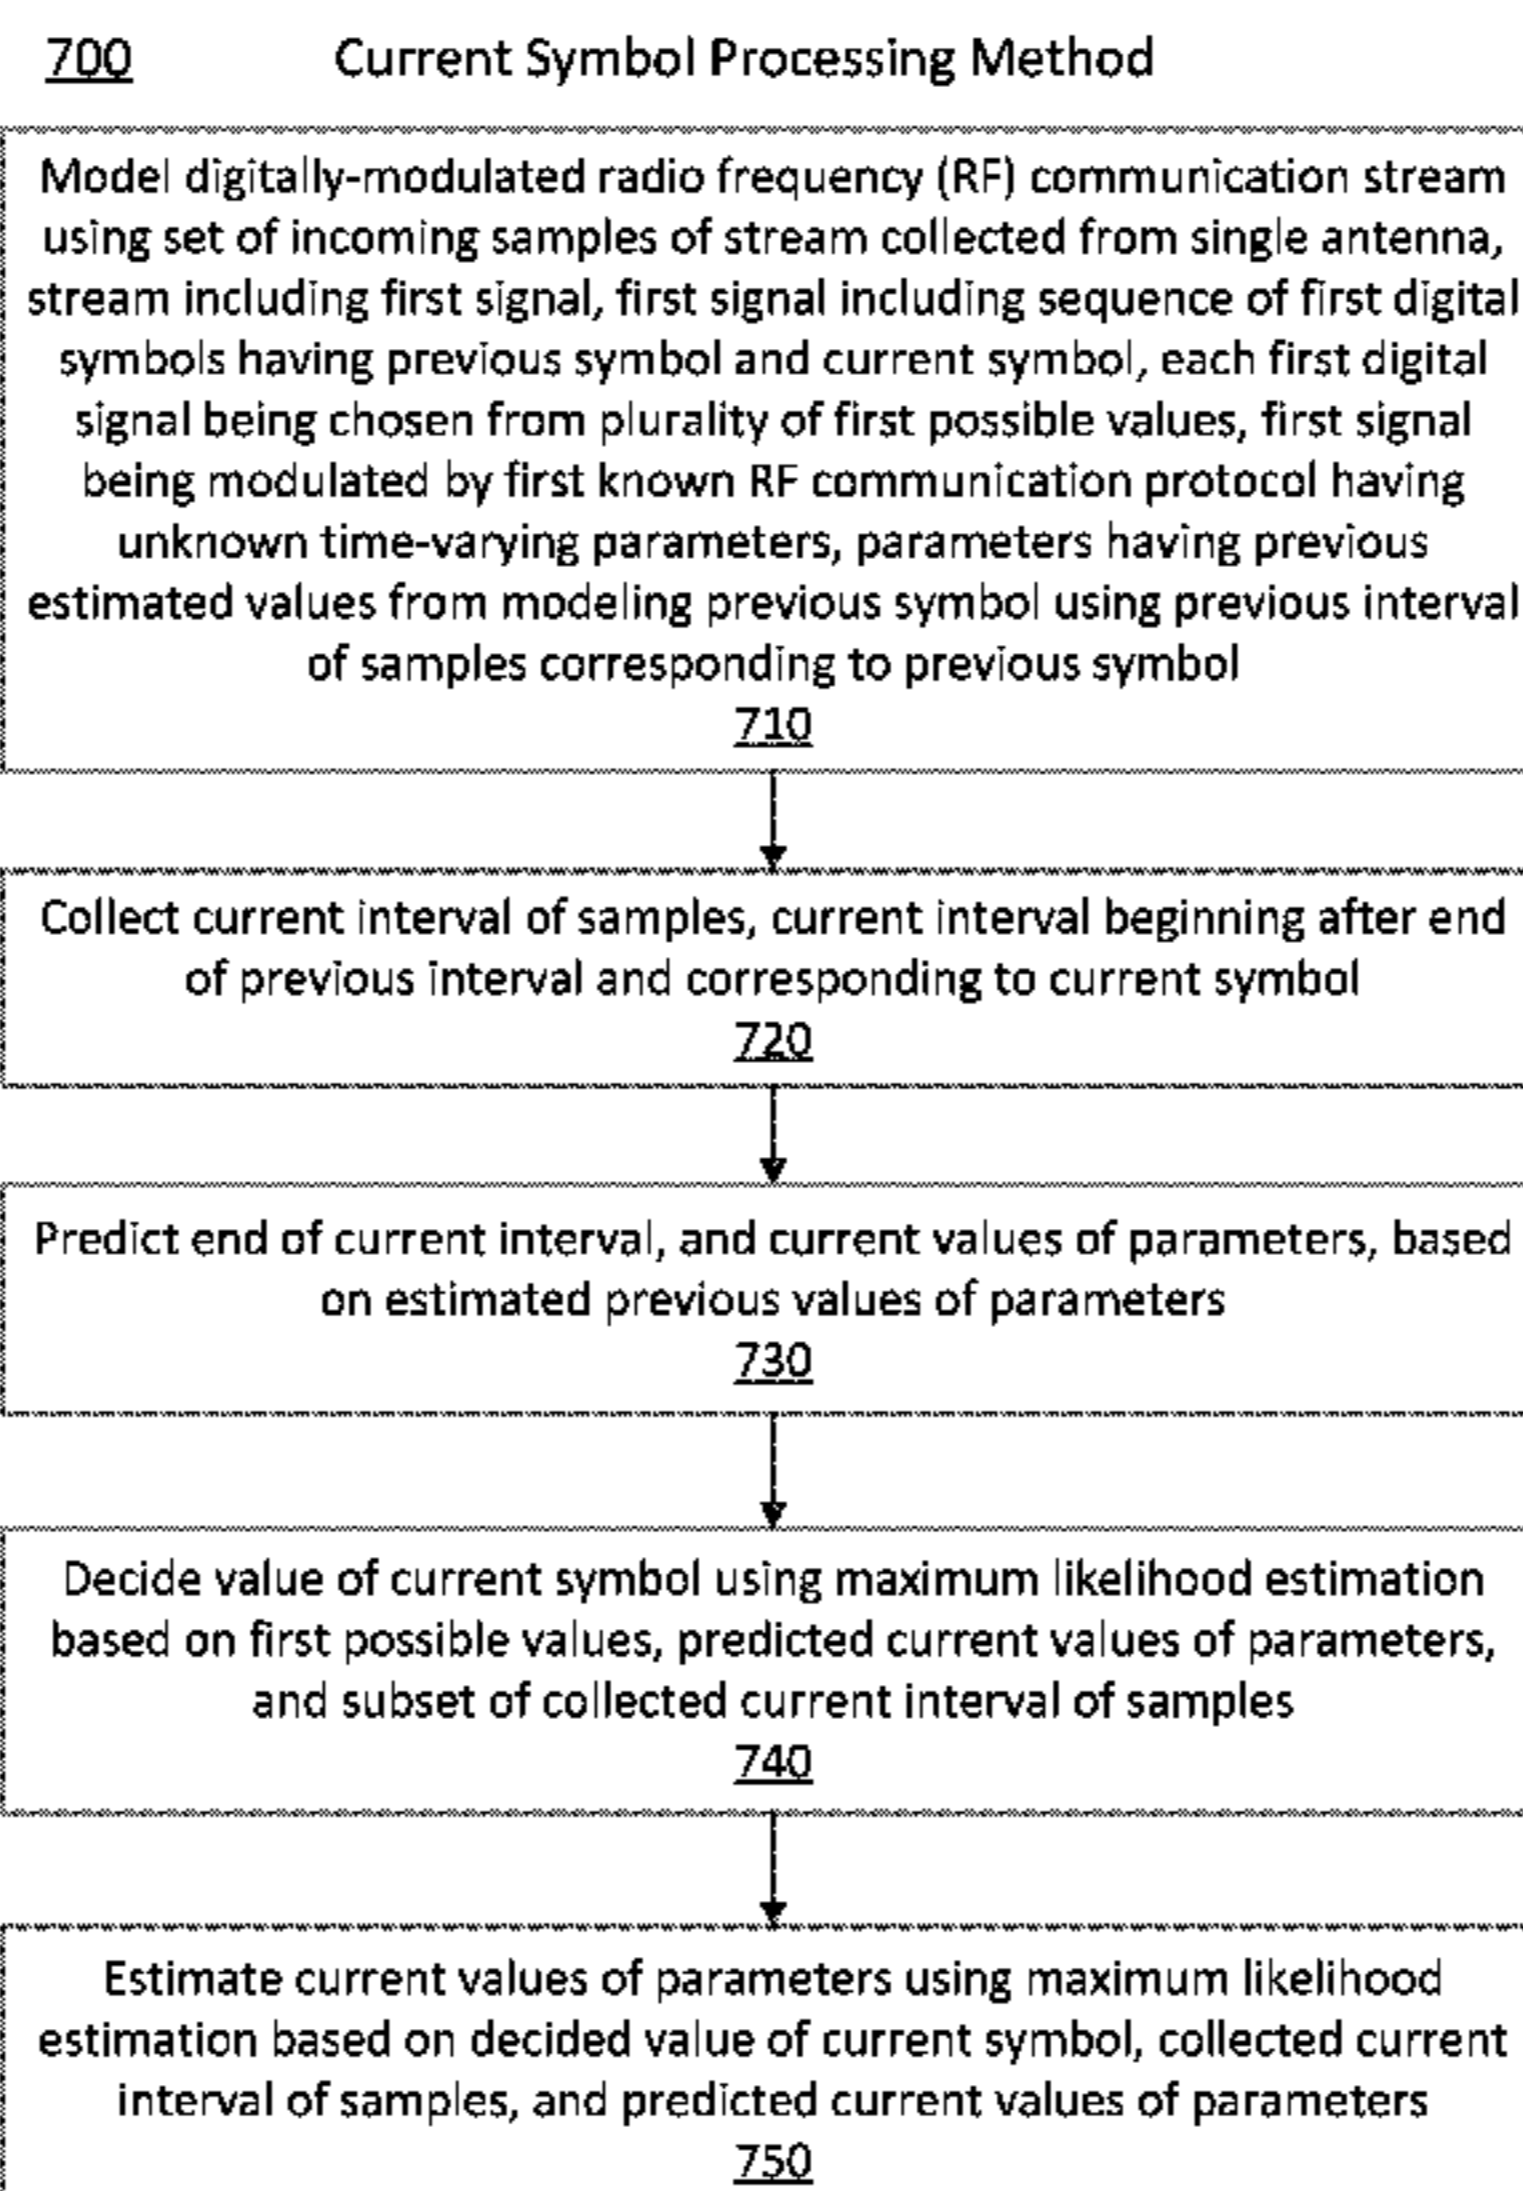 700 Current Symbol Processing Method
Model digitally-modulated radio frequency (RF) communication stream
using set of incoming samples of stream collected from single antenna,
stream including first signal, first signal including sequence of first digital
symbols having previous symbol and current symbol, each first digital
signal being chosen from plurality of first possible values, first signal
being modulated by first known RF communication protocol having
unknown time-varying parameters, parameters having previous
estimated values from modeling previous symbol using previous interval
of samples corresponding to previous symbol
710
Collect current interval of samples, current interval beginning after end
of previous interval and corresponding to current symbol
720
Predict end of current interval, and current values of parameters, based
on estimated previous values of parameters
730
Decide value of current symbol using maximum likelihood estimation
based on first possible values, predicted current values of parameters,
and subset of collected current interval of samples
740
Estimate current values of parameters using maximum likelihood
estimation based on decided value of current symbol, collected current
interval of samples, and predicted current values of parameters
750